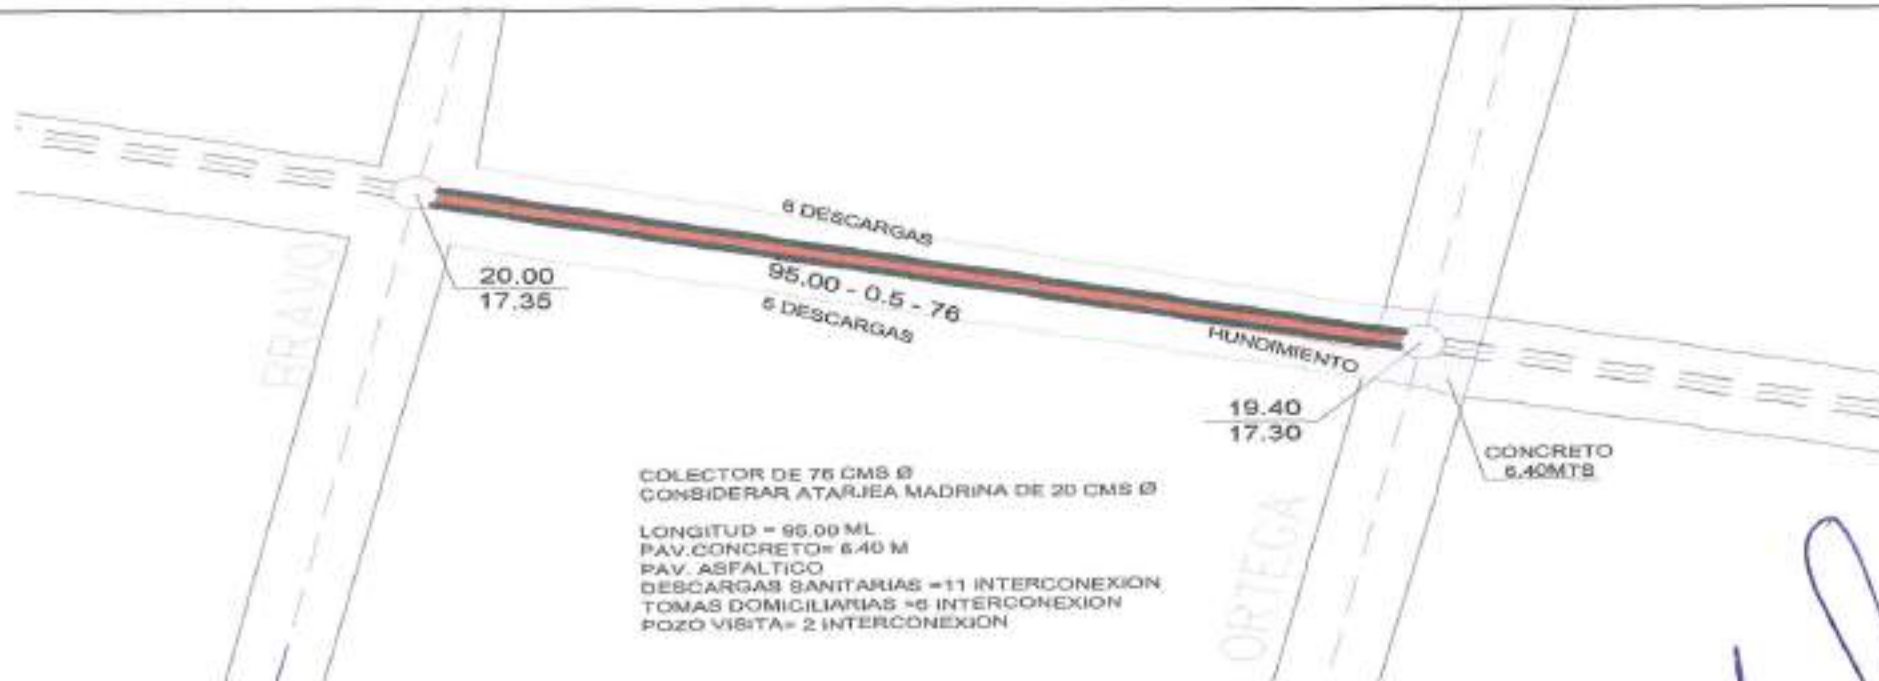 6 DESCARGAS
95.00 - 0.5 - 76
5 DESCARGAS
HUNDIMIENTO
BRAVO
20.00
17.35
19.40
17.30
CONCRETO
6.40MTS
ORTEGA
COLECTOR DE 76 CMS Ø
CONSIDERAR ATARJEA MADRINA DE 20 CMS Ø
LONGITUD = 95.00 ML
PAV.CONCRETO= 6.40 M
PAV. ASFALTICO
DESCARGAS SANITARIAS =11 INTERCONEXION
TOMAS DOMICILIARIAS =6 INTERCONEXION
POZO VISITA= 2 INTERCONEXION